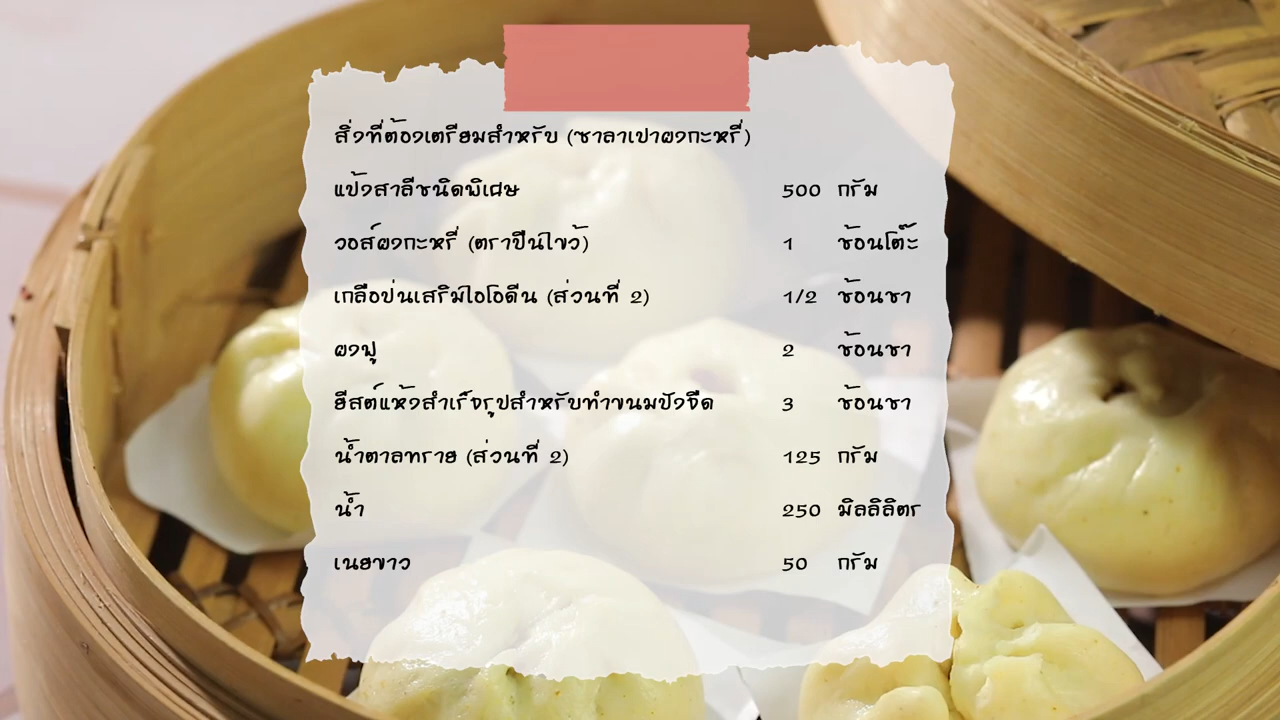 สิ่งที่ต้องเตรียมสำหรับ (ซาลาเปาผงกะหรี่)
แป้งสาลีชนิดพิเศษ 500 กรัม
วอส์ผงกะหรี่ (ตราปืนไขว้) 1 ช้อนโต๊ะ
เกลือป่นเสริมไอโอดีน (ส่วนที่ 2) 1/2 ช้อนชา
ผงฟู 2 ช้อนชา
ยีสต์แห้งสำเร็จรูปสำหรับทำขนมปังจืด 3 ช้อนชา
น้ำตาลทราย (ส่วนที่ 2) 125 กรัม
น้ำ 250 มิลลิลิตร
เนยขาว 50 กรัม